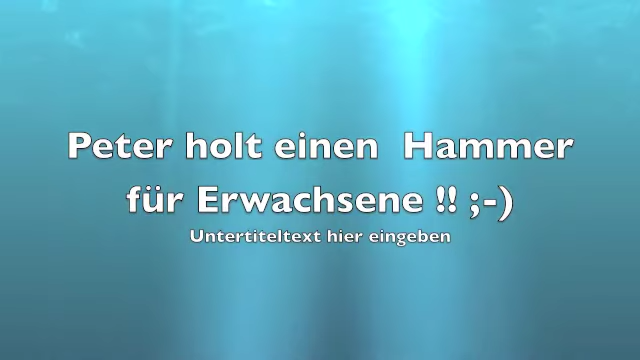 Peter holt einen  Hammer
für Erwachsene !! ;-)
Untertiteltext hier eingeben